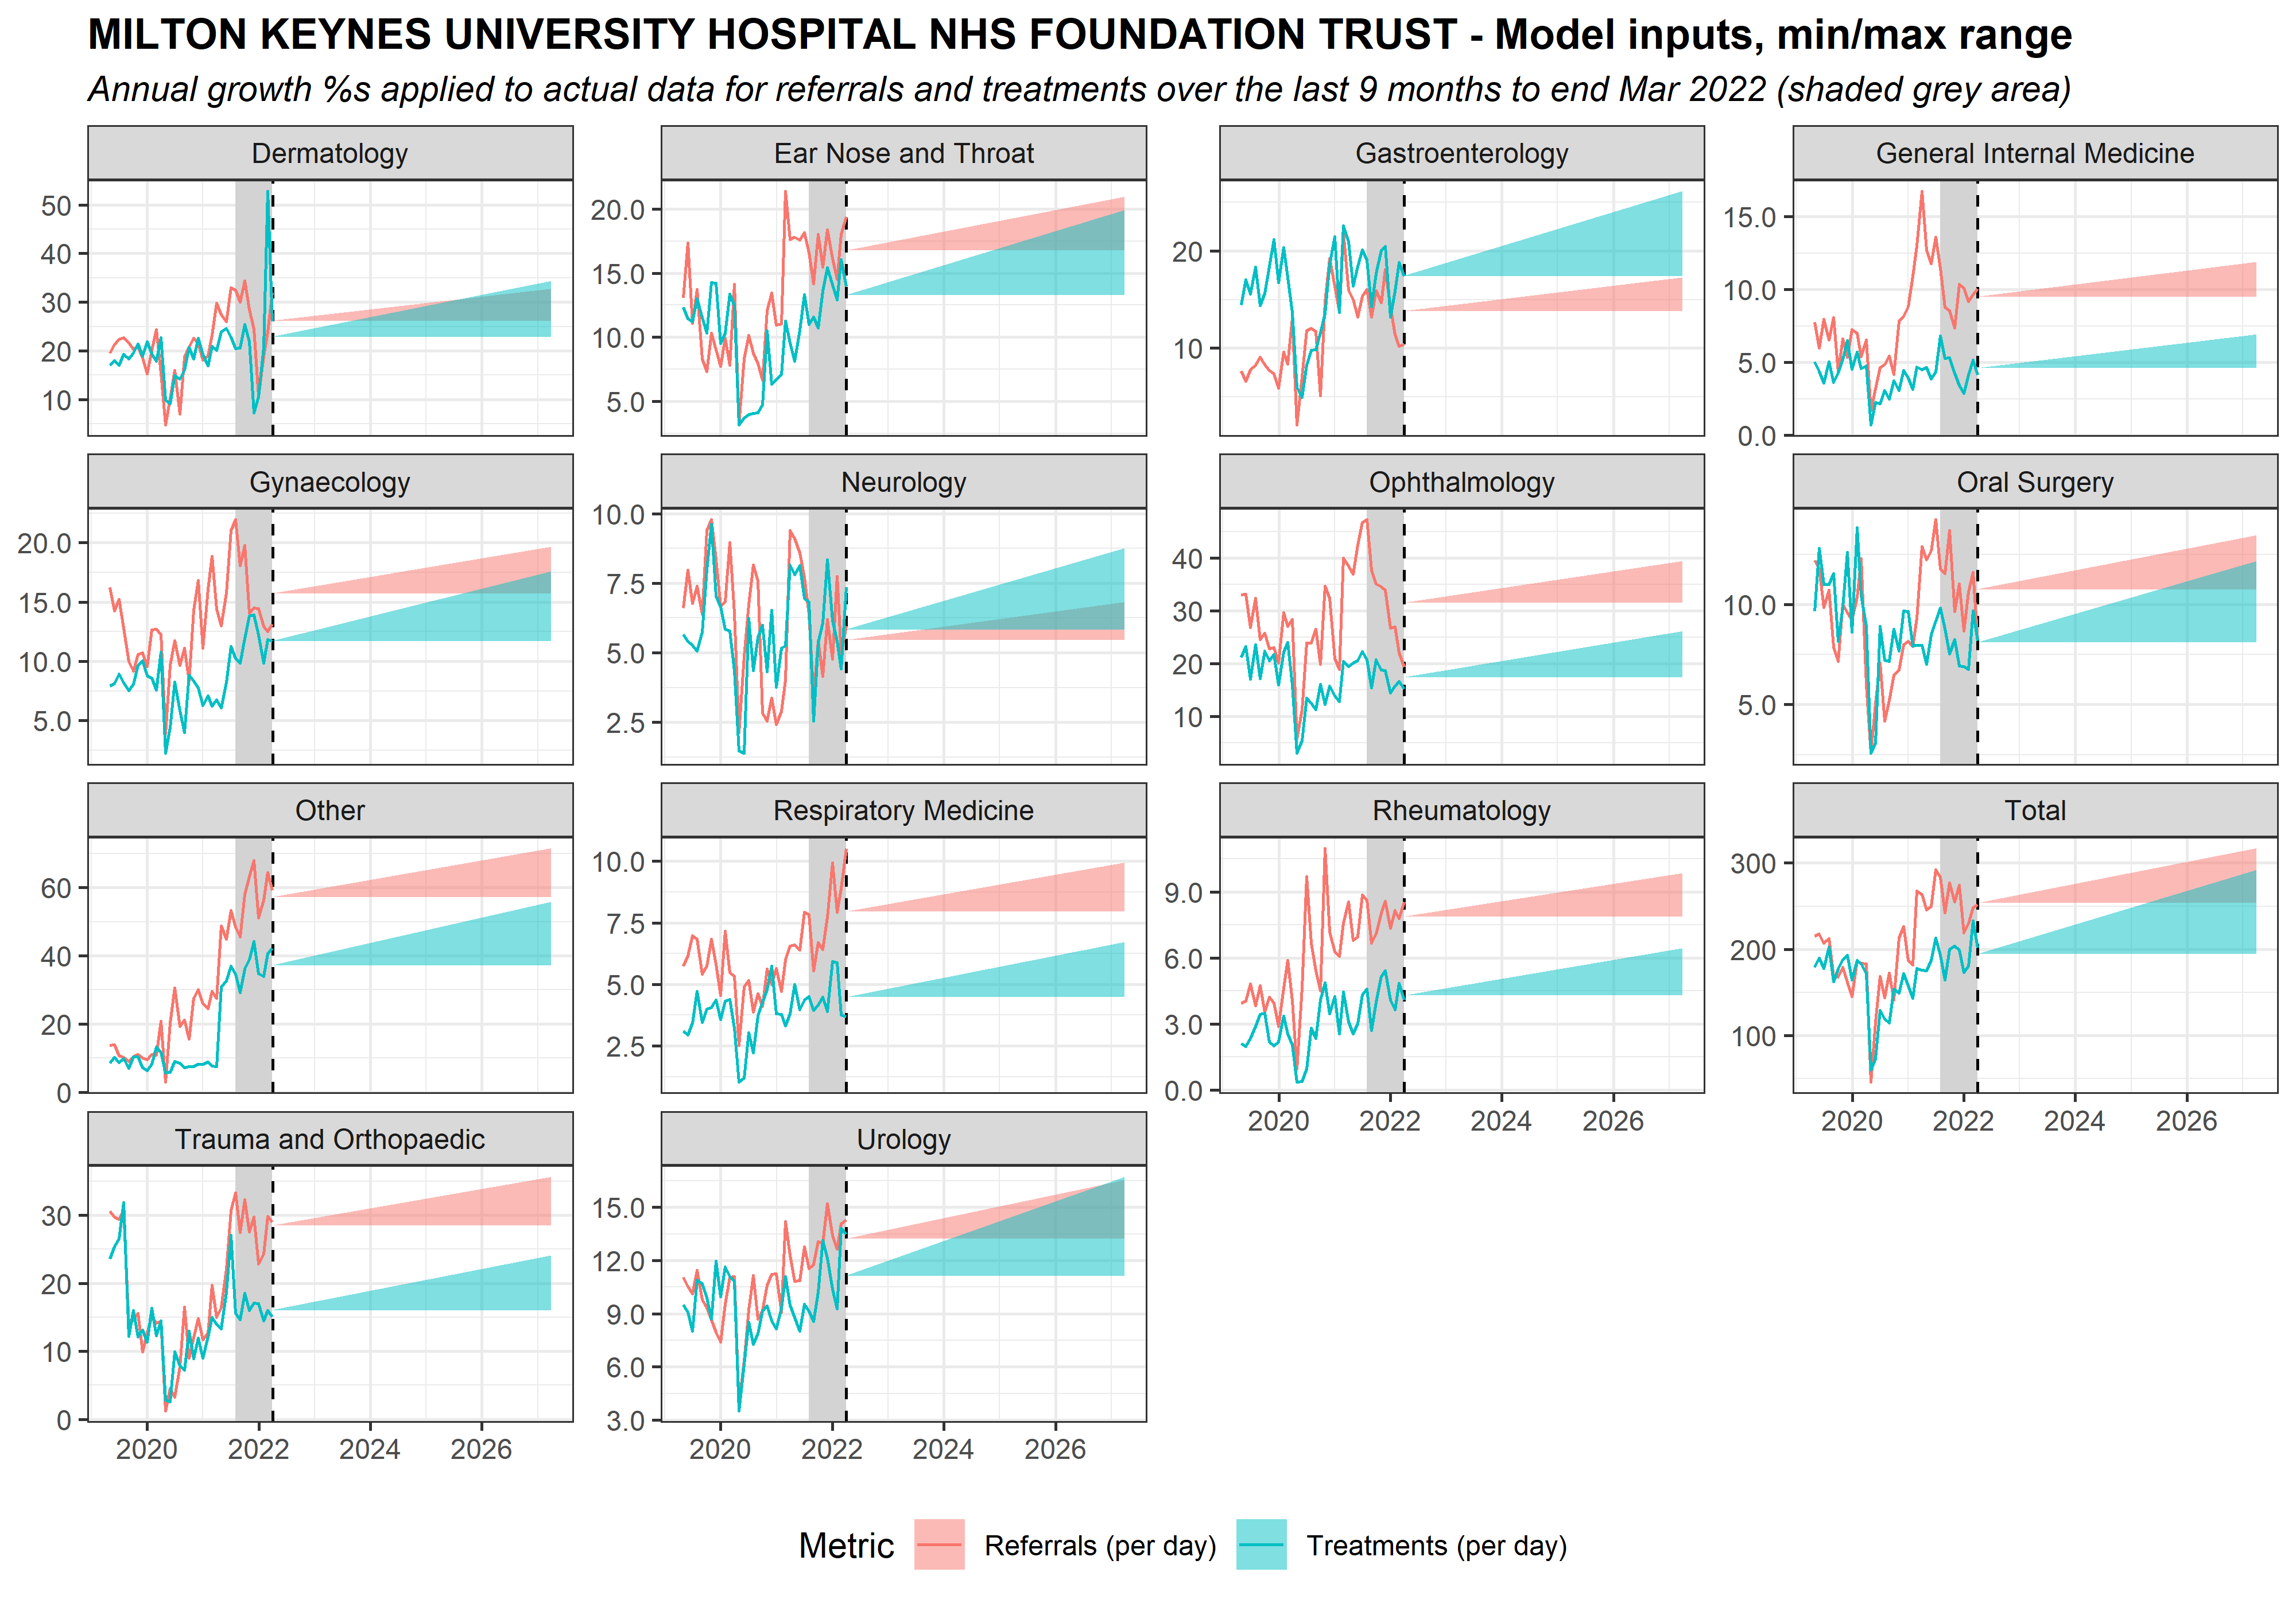 MILTON KEYNES UNIVERSITY HOSPITAL NHS FOUNDATION TRUST - Model inputs, min/max range
Annual growth %s applied to actual data for referrals and treatments over the last 9 months to end Mar 2022 (shaded grey area)
Dermatology
50
40
30
20
10
Ear Nose and Throat
20.0
15.0
10.0
5.0
Gastroenterology
20
10
General Internal Medicine
15.0
10.0
5.0
0.0
Gynaecology
20.0
15.0
10.0
5.0
Neurology
10.0
7.5
5.0
2.5
Ophthalmology
40
30
20
10
Oral Surgery
10.0
5.0
Other
60
40
20
0
Respiratory Medicine
10.0
7.5
5.0
2.5
Rheumatology
9.0
6.0
3.0
0.0
2020 2022 2024 2026
Total
300
200
100
2020 2022 2024 2026
Trauma and Orthopaedic
30
20
10
0
2020 2022 2024 2026
Urology
15.0
12.0
9.0
6.0
3.0
2020 2022 2024 2026
Metric Referrals (per day) Treatments (per day)